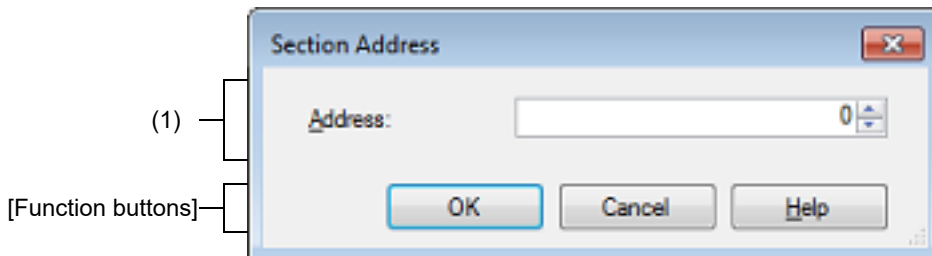 Section Address
(1)
Address: 0
[Function buttons]
OK Cancel Help